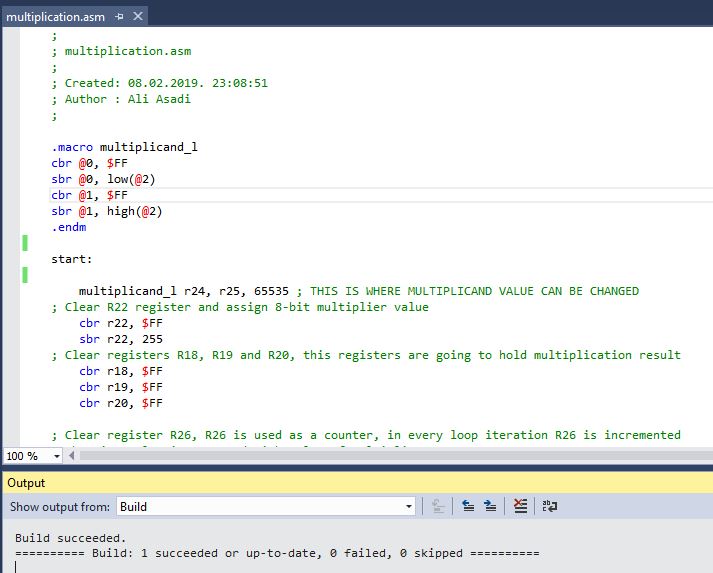 multiplication.asm
;
; multiplication.asm
;
; Created: 08.02.2019. 23:08:51
; Author : Ali Asadi
;
.macro multiplicand_l
cbr @0, $FF
sbr @0, low(@2)
cbr @1, $FF
sbr @1, high(@2)
.endm
start:
multiplicand_l r24, r25, 65535 ; THIS IS WHERE MULTIPLICAND VALUE CAN BE CHANGED
; Clear R22 register and assign 8-bit multiplier value
cbr r22, $FF
sbr r22, 255
; Clear registers R18, R19 and R20, this registers are going to hold multiplication result
cbr r18, $FF
cbr r19, $FF
cbr r20, $FF
; Clear register R26, R26 is used as a counter, in every loop iteration R26 is incremented
100 %
Output
Show output from: Build
Build succeeded.
========== Build: 1 succeeded or up-to-date, 0 failed, 0 skipped ==========